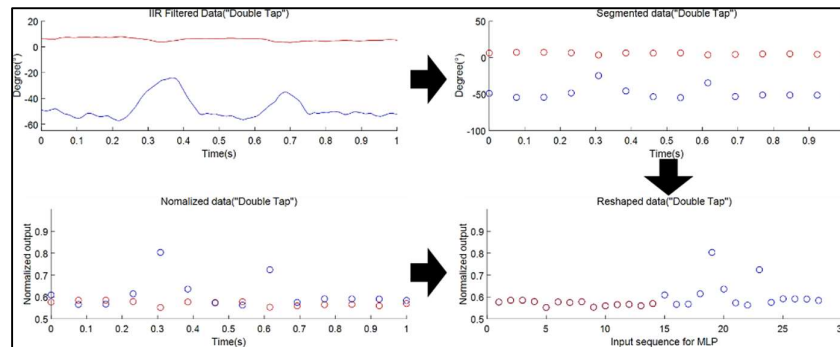 IIR Filtered Data("Double Tap")
Degree(°)
20
0
-20
-40
-60
0 0.1 0.2 0.3 0.4 0.5 0.6 0.7 0.8 0.9 1
Time(s)
Segmented data("Double Tap")
Degree(°)
50
0
-50
-100
0 0.1 0.2 0.3 0.4 0.5 0.6 0.7 0.8 0.9
Time(s)
Nomalized data("Double Tap")
Normalized output
0.9
0.8
0.7
0.6
0.5
0 0.1 0.2 0.3 0.4 0.5 0.6 0.7 0.8 0.9 1
Time(s)
Reshaped data("Double Tap")
Normalized output
0.9
0.8
0.7
0.6
0.5
0 5 10 15 20 25 30
Input sequence for MLP